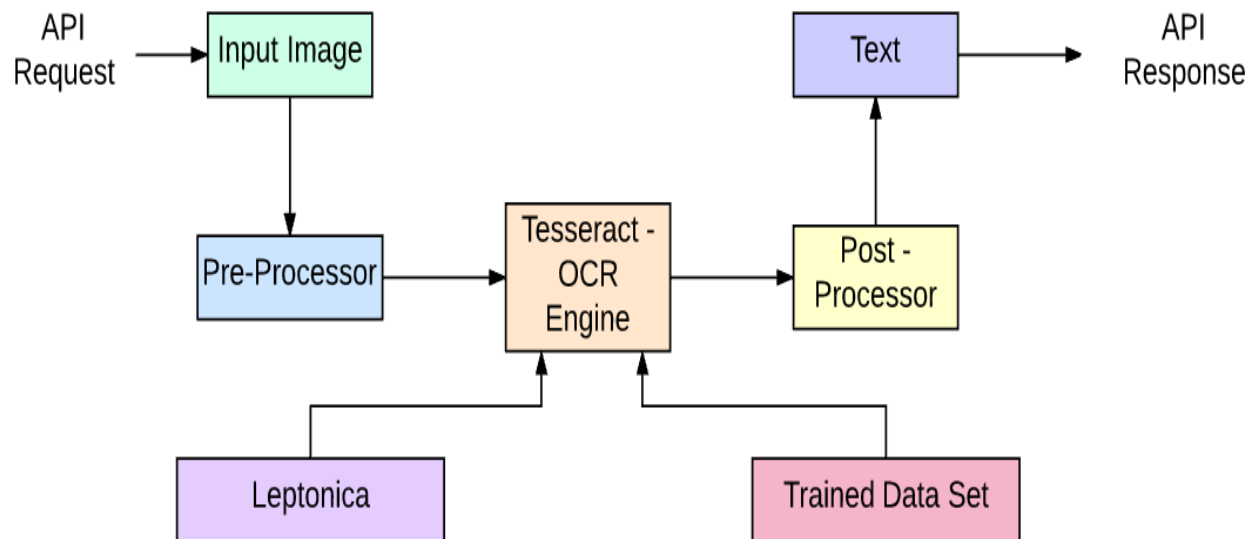 API
Request
Input Image
Text
API
Response
Pre-Processor
Tesseract -
OCR
Engine
Post -
Processor
Leptonica
Trained Data Set